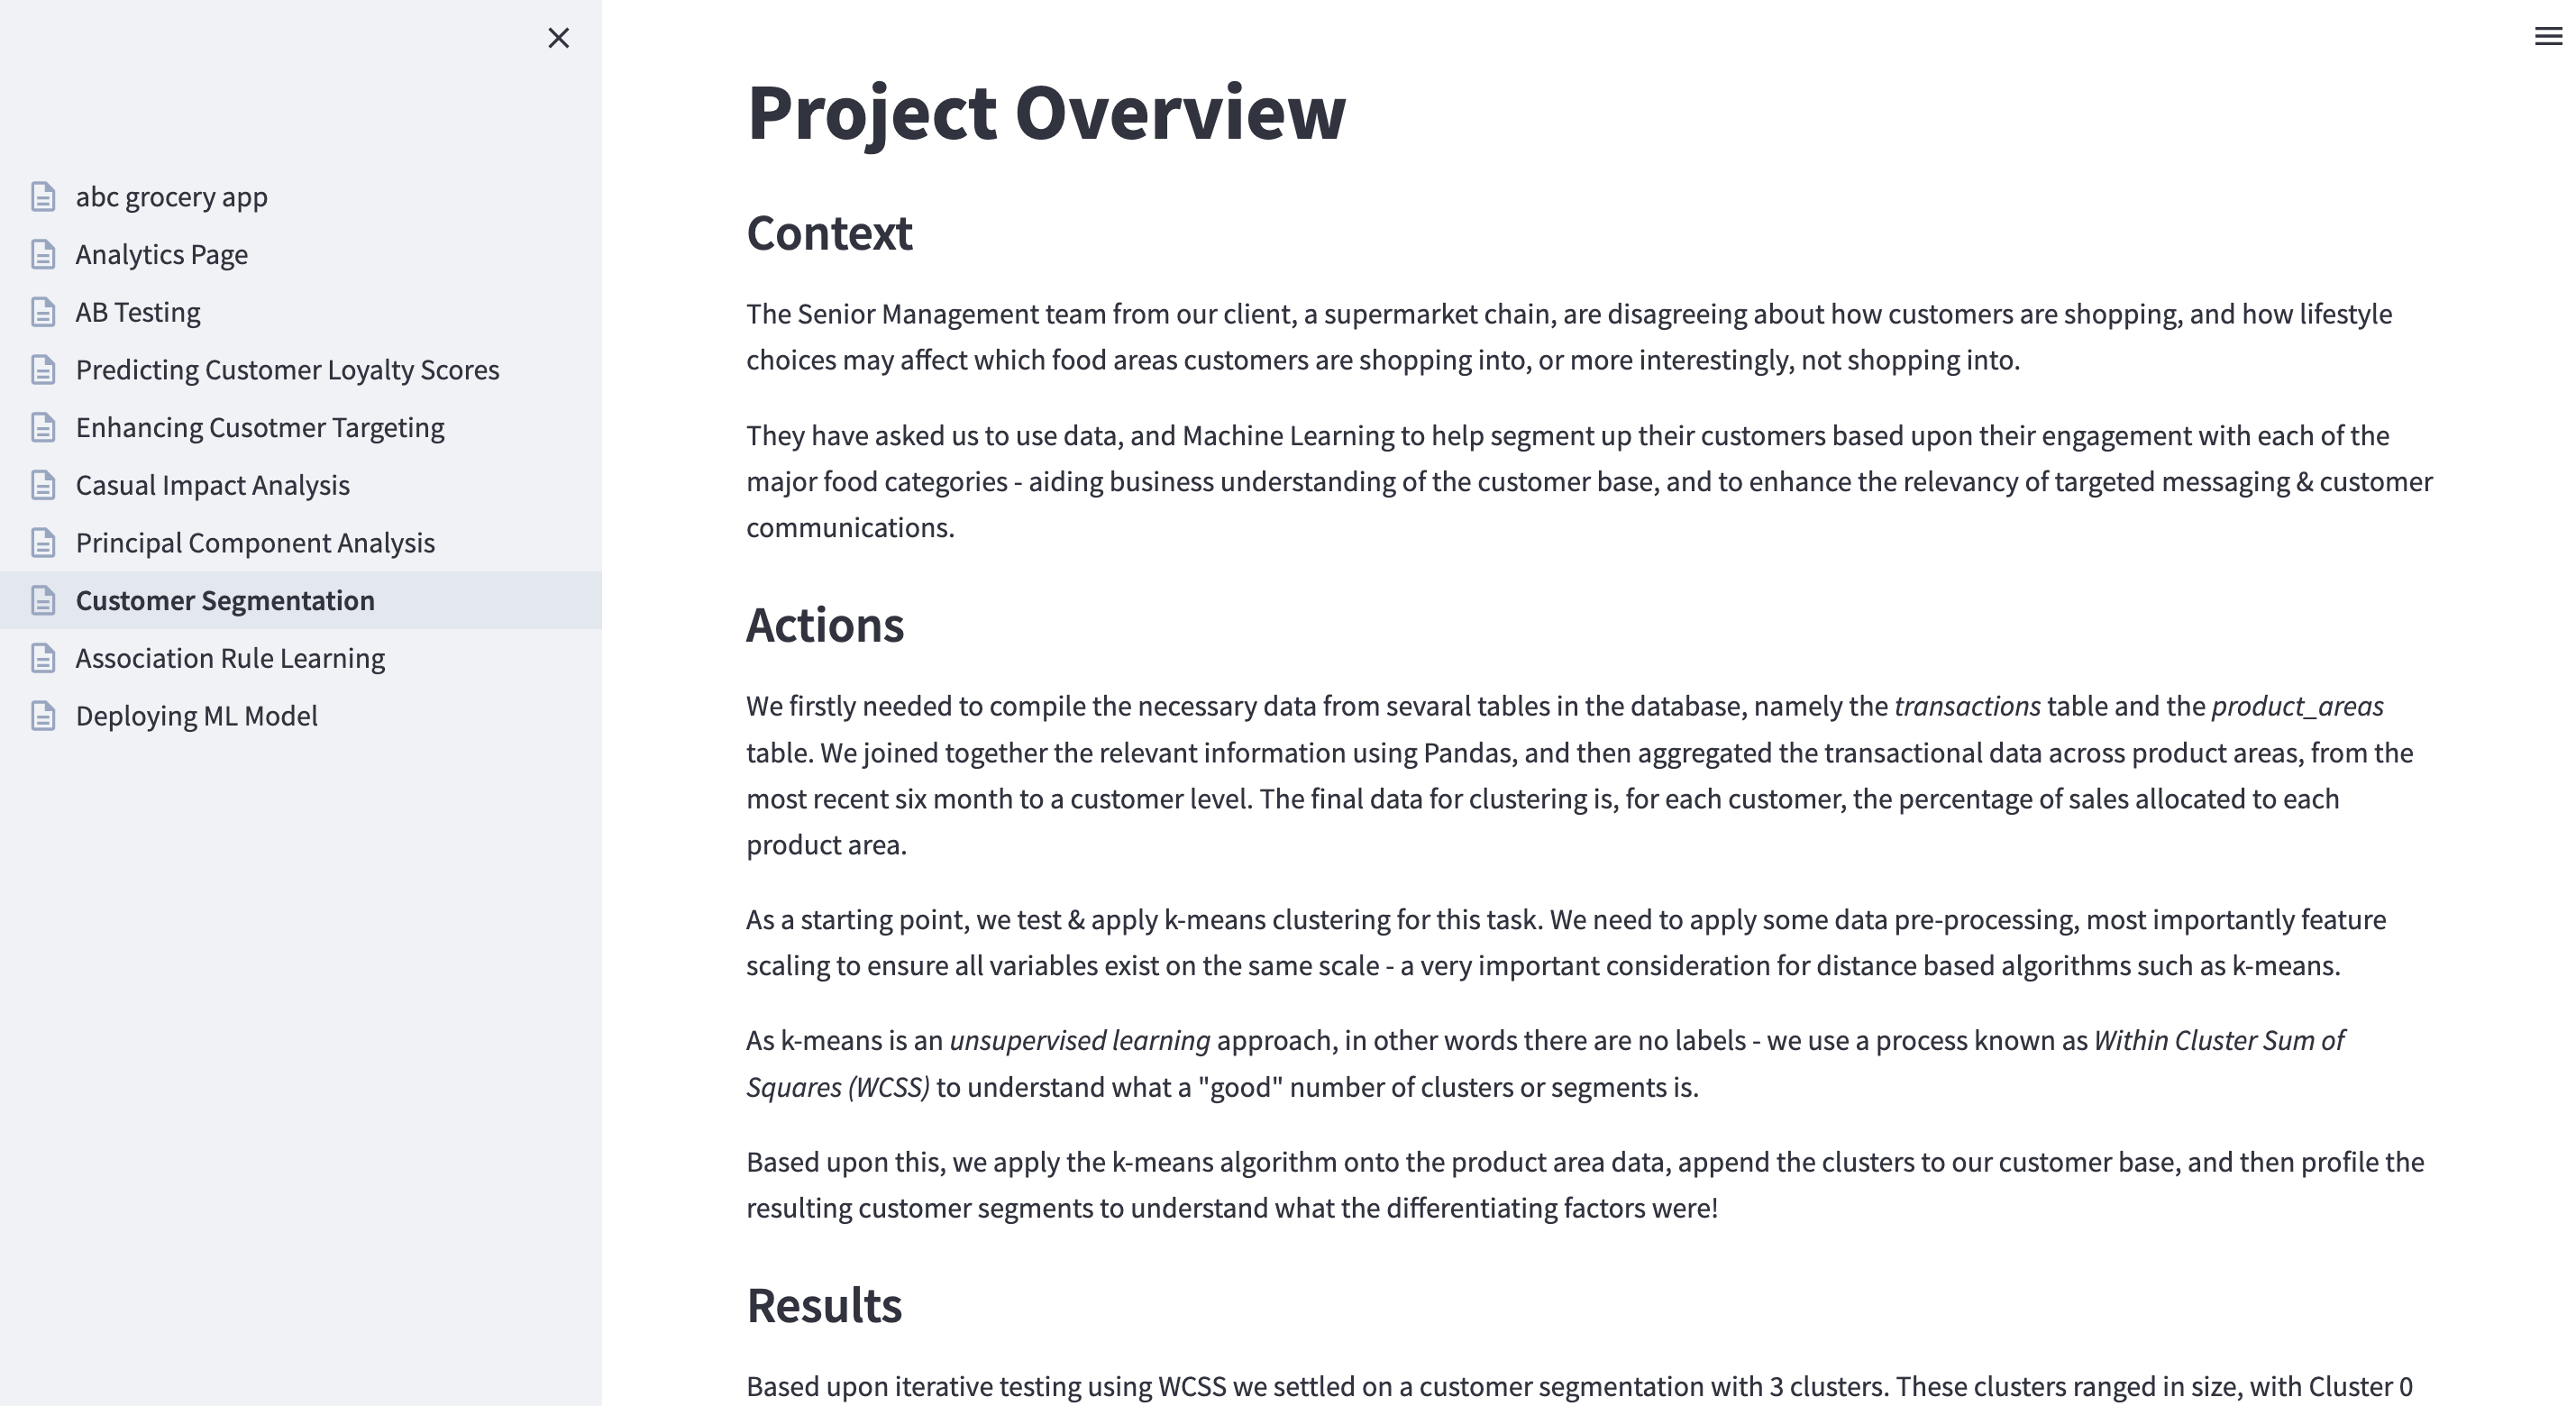 abc grocery app
Analytics Page
AB Testing
Predicting Customer Loyalty Scores
Enhancing Cusotmer Targeting
Casual Impact Analysis
Principal Component Analysis
Customer Segmentation
Association Rule Learning
Deploying ML Model
Project Overview
Context
The Senior Management team from our client, a supermarket chain, are disagreeing about how customers are shopping, and how lifestyle
choices may affect which food areas customers are shopping into, or more interestingly, not shopping into.
They have asked us to use data, and Machine Learning to help segment up their customers based upon their engagement with each of the
major food categories - aiding business understanding of the customer base, and to enhance the relevancy of targeted messaging & customer
communications.
Actions
We firstly needed to compile the necessary data from sevaral tables in the database, namely the transactions table and the product_areas
table. We joined together the relevant information using Pandas, and then aggregated the transactional data across product areas, from the
most recent six month to a customer level. The final data for clustering is, for each customer, the percentage of sales allocated to each
product area.
As a starting point, we test & apply k-means clustering for this task. We need to apply some data pre-processing, most importantly feature
scaling to ensure all variables exist on the same scale - a very important consideration for distance based algorithms such as k-means.
As k-means is an unsupervised learning approach, in other words there are no labels - we use a process known as Within Cluster Sum of
Squares (WCSS) to understand what a "good" number of clusters or segments is.
Based upon this, we apply the k-means algorithm onto the product area data, append the clusters to our customer base, and then profile the
resulting customer segments to understand what the differentiating factors were!
Results
Based upon iterative testing using WCSS we settled on a customer segmentation with 3 clusters. These clusters ranged in size, with Cluster 0